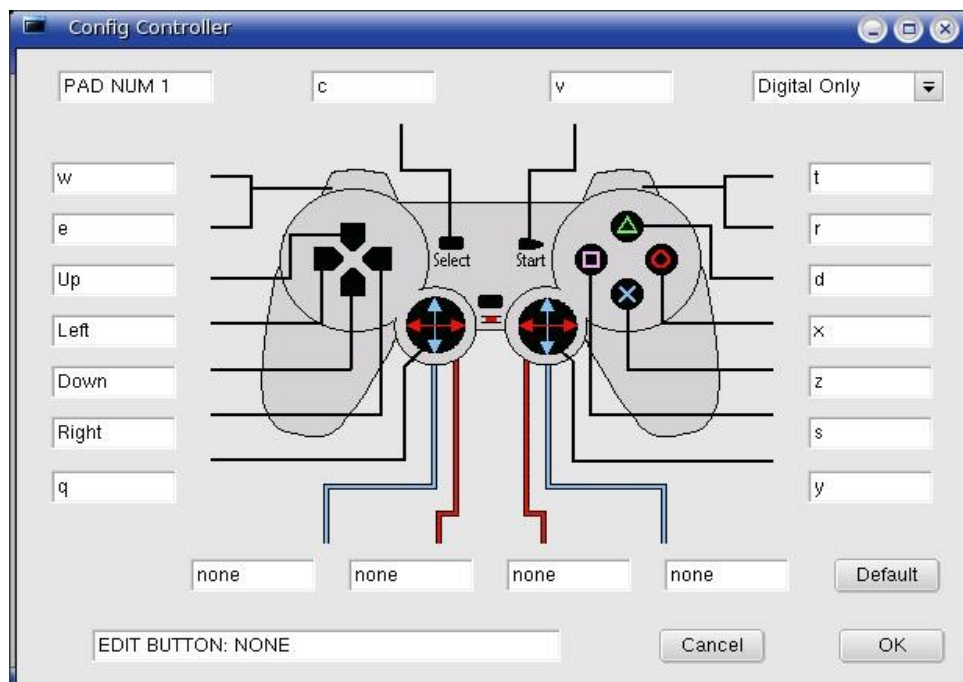 Config Controller
PAD NUM 1 c v Digital Only
w t
e r
Select Start
Up d
Left x
Down z
Right s
q y
none none none none Default
EDIT BUTTON: NONE Cancel OK